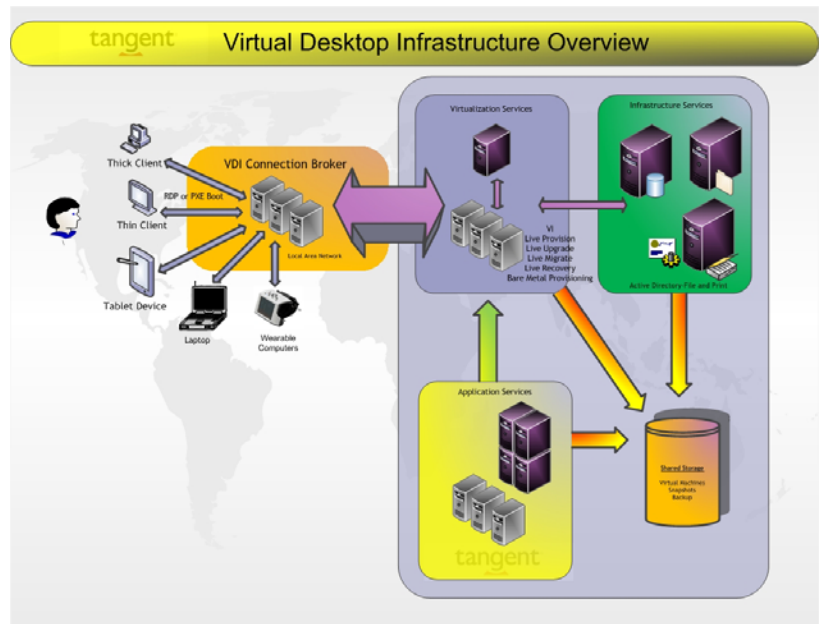 tangent
Virtual Desktop Infrastructure Overview
Virtualization Services
Infrastructure Services
Thick Client
VDI Connection Broker
RDP or PXE Boot
Thin Client
Local Area Network
VI
Live Provision
Live Upgrade
Live Migrate
Live Recovery
Bare Metal Provisioning
Active Directory-File and Print
Tablet Device
Laptop
Wearable
Computers
Application Services
Shared Storage
Virtual Machines
Snapshots
Backup
tangent